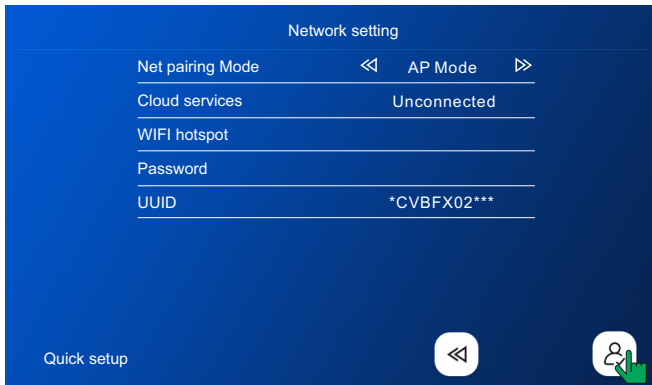 Network setting
Net pairing Mode AP Mode
Cloud services Unconnected
WIFI hotspot
Password
UUID *CVBFX02***
Quick setup